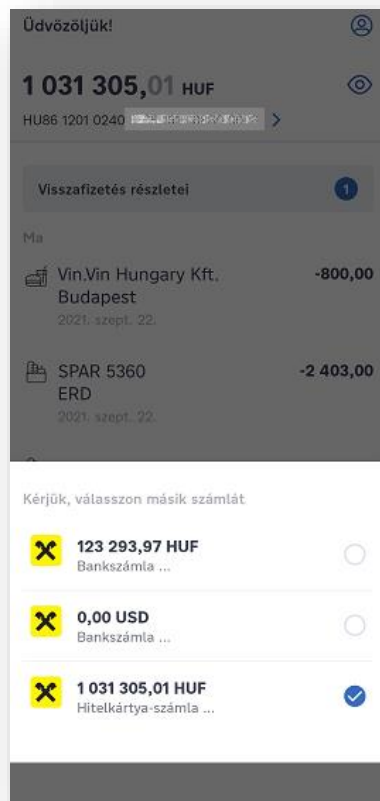 Üdvözöljük!
1 031 305,01 HUF
HU86 1201 0240
Visszafizetés részletei 1
Ma
Vin.Vin Hungary Kft. -800,00
Budapest
2021. szept. 22.
SPAR 5360 -2 403,00
ERD
2021. szept. 22.
Kérjük, válasszon másik számlát
123 293,97 HUF
Bankszámla ...
0,00 USD
Bankszámla ...
1 031 305,01 HUF
Hitelkártya-számla ...